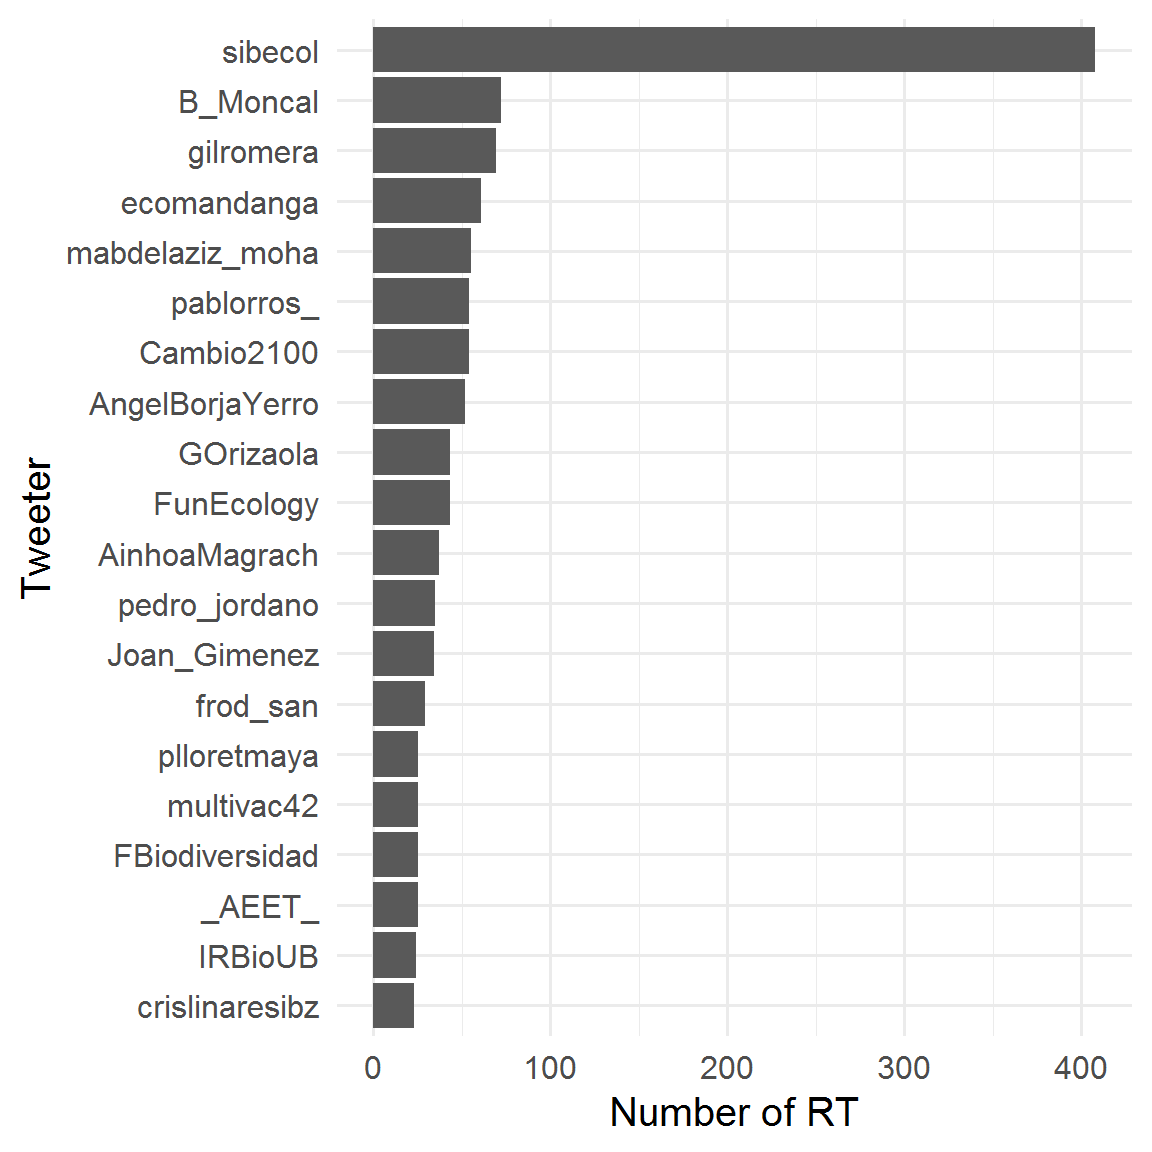 sibecol
B_Moncal
gilromera
ecomandanga
mabdelaziz_moha
pablorros_
Cambio2100
AngelBorjaYerro
GOrizaola
FunEcology
AinhoaMagrach
pedro_jordano
Joan_Gimenez
frod_san
plloretmaya
multivac42
FBiodiversidad
_AEET_
IRBioUB
crislinaresibz
Tweeter
0 100 200 300 400
Number of RT